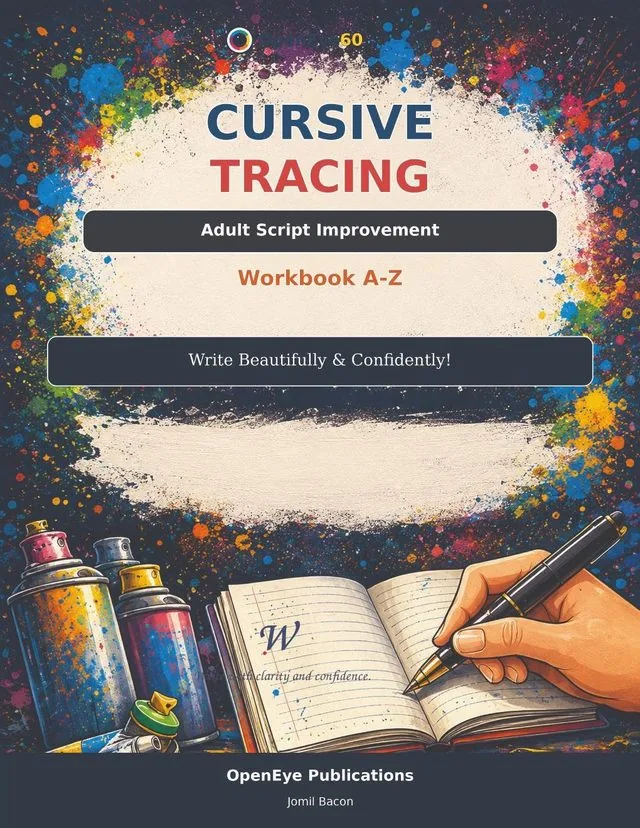 60
CURSIVE
TRACING
Adult Script Improvement
Workbook A-Z
Write Beautifully & Confidently!
W
clarity and confidence.
OpenEye Publications
Jomil Bacon